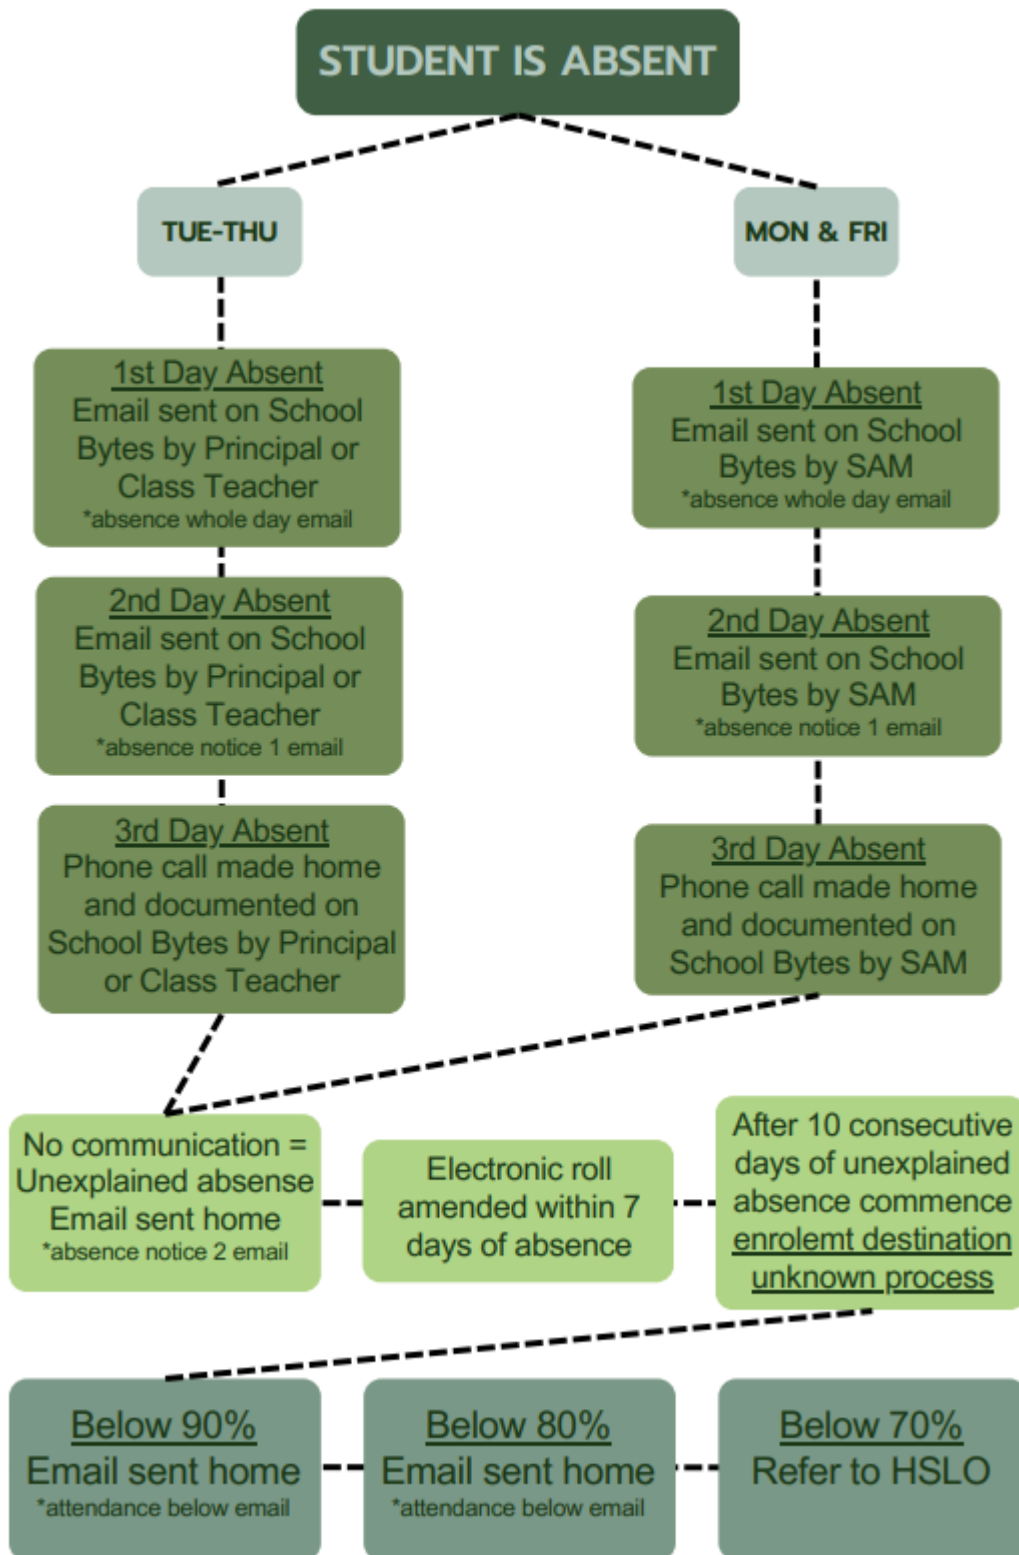 STUDENT IS ABSENT
TUE-THU
MON & FRI
1st Day Absent
Email sent on School
Bytes by Principal or
Class Teacher
*absence whole day email
1st Day Absent
Email sent on School
Bytes by SAM
*absence whole day email
2nd Day Absent
Email sent on School
Bytes by Principal or
Class Teacher
*absence notice 1 email
2nd Day Absent
Email sent on School
Bytes by SAM
*absence notice 1 email
3rd Day Absent
Phone call made home
and documented on
School Bytes by Principal
or Class Teacher
3rd Day Absent
Phone call made home
and documented on
School Bytes by SAM
No communication =
Unexplained absense
Email sent home
*absence notice 2 email
Electronic roll
amended within 7
days of absence
After 10 consecutive
days of unexplained
absence commence
enrolemt destination
unknown process
Below 90%
Email sent home
*attendance below email
Below 80%
Email sent home
*attendance below email
Below 70%
Refer to HSLO